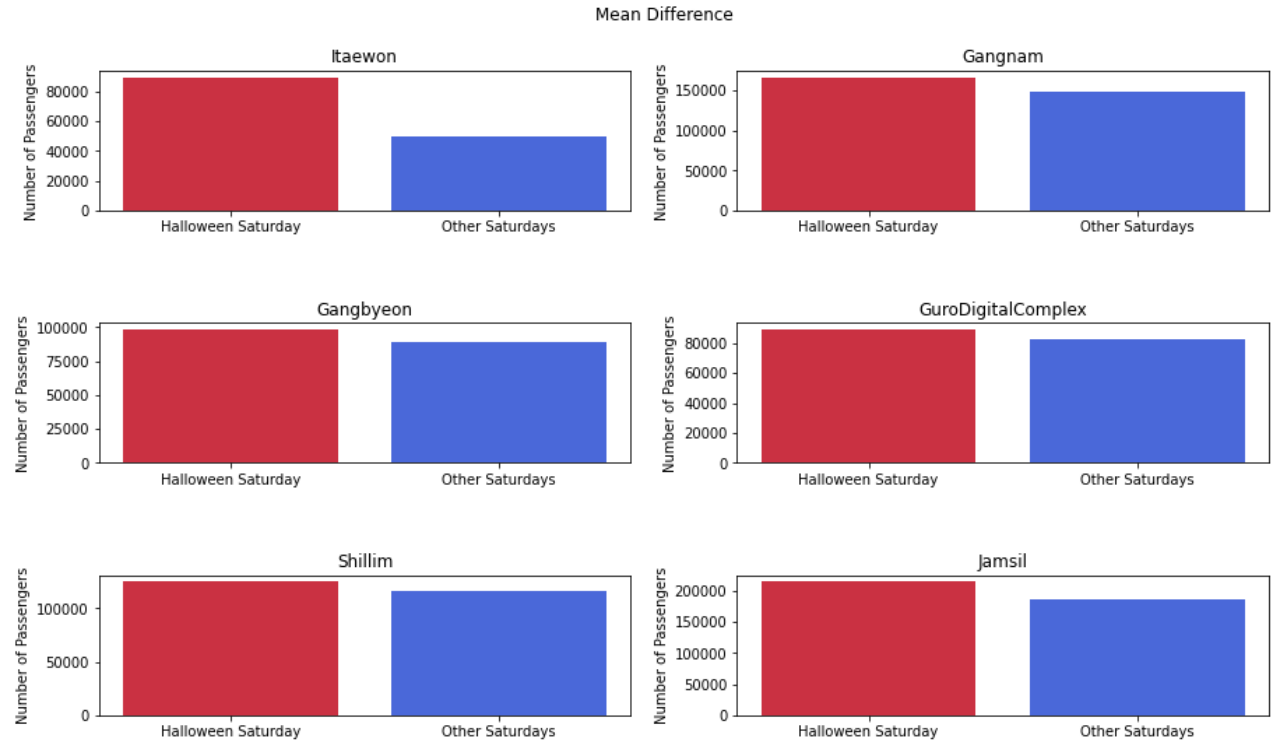 Mean Difference
Itaewon
Number of Passengers
80000
60000
40000
20000
0
Halloween Saturday
Other Saturdays
Gangnam
Number of Passengers
150000
100000
50000
0
Halloween Saturday
Other Saturdays
Gangbyeon
Number of Passengers
100000
75000
50000
25000
0
Halloween Saturday
Other Saturdays
GuroDigitalComplex
Number of Passengers
80000
60000
40000
20000
0
Halloween Saturday
Other Saturdays
Shillim
Number of Passengers
100000
50000
0
Halloween Saturday
Other Saturdays
Jamsil
Number of Passengers
200000
150000
100000
50000
0
Halloween Saturday
Other Saturdays